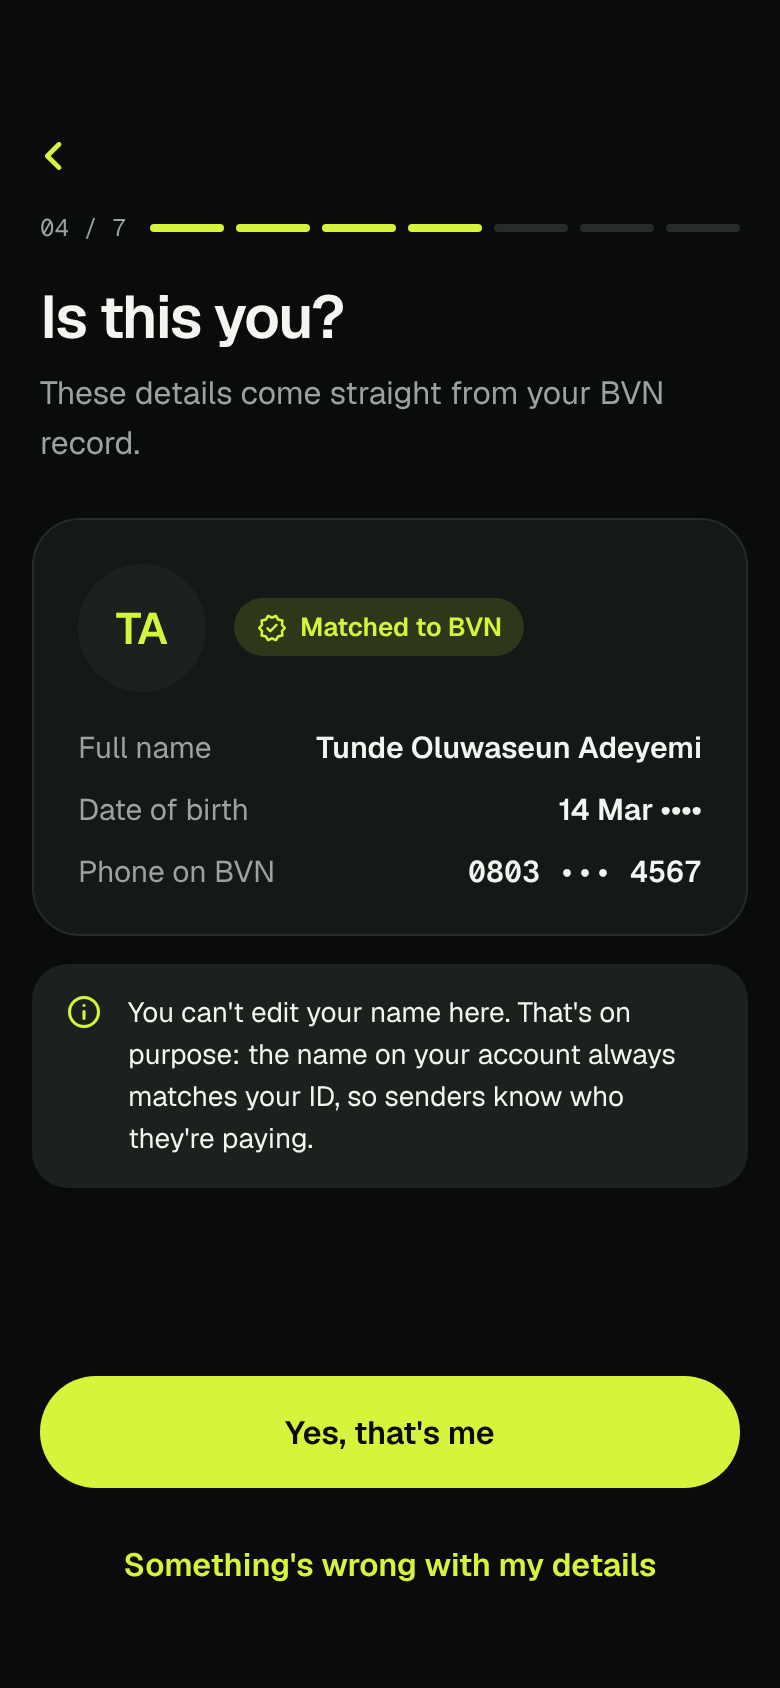 04 / 7
Is this you?
These details come straight from your BVN
record.
TA
Matched to BVN
Full name Tunde Oluwaseun Adeyemi
Date of birth 14 Mar ••••
Phone on BVN 0803 ••• 4567
You can't edit your name here. That's on
purpose: the name on your account always
matches your ID, so senders know who
they're paying.
Yes, that's me
Something's wrong with my details